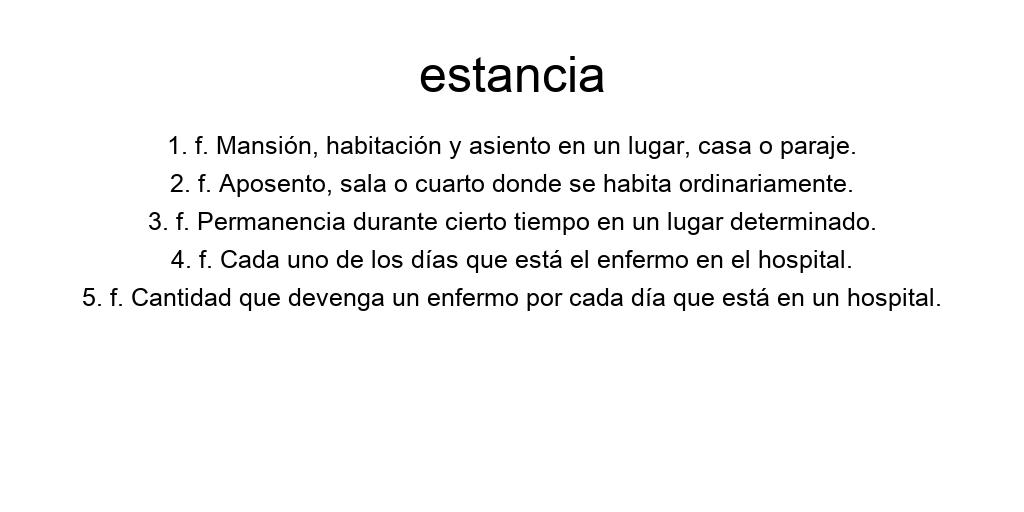 estancia
1. f. Mansión, habitación y asiento en un lugar, casa o paraje.
2. f. Aposento, sala o cuarto donde se habita ordinariamente.
3. f. Permanencia durante cierto tiempo en un lugar determinado.
4. f. Cada uno de los días que está el enfermo en el hospital.
5. f. Cantidad que devenga un enfermo por cada día que está en un hospital.